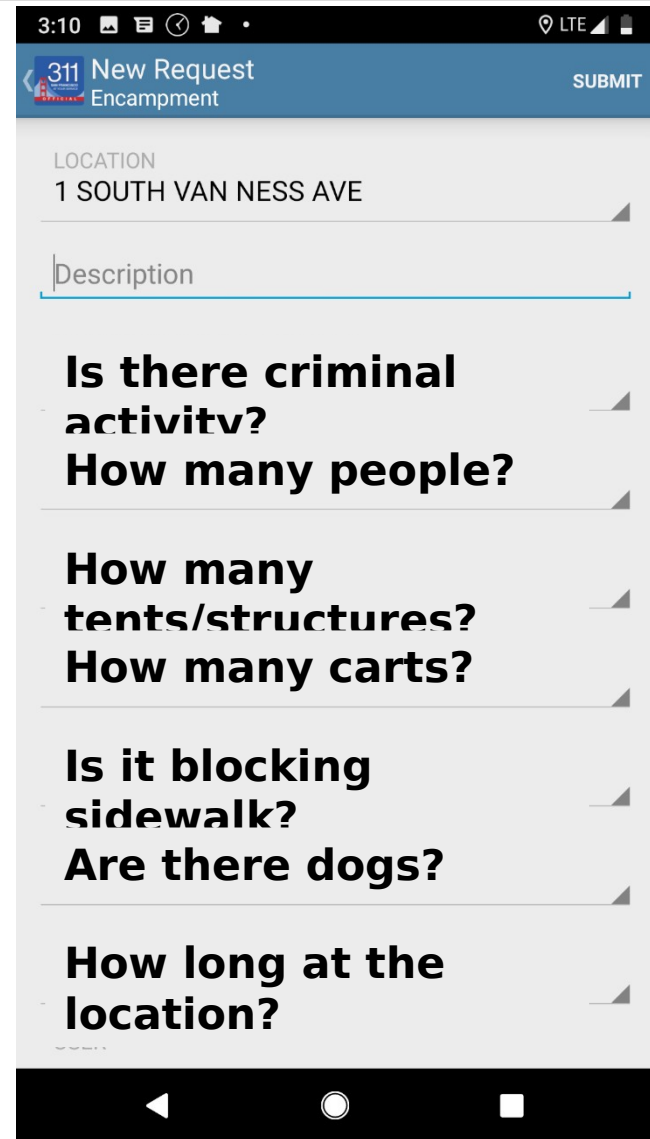 3:10
LTE
311
New Request
Encampment
SUBMIT
LOCATION
1 SOUTH VAN NESS AVE
Description
Is there criminal
activity?
How many people?
How many
tents/structures?
How many carts?
Is it blocking
sidewalk?
Are there dogs?
How long at the
location?